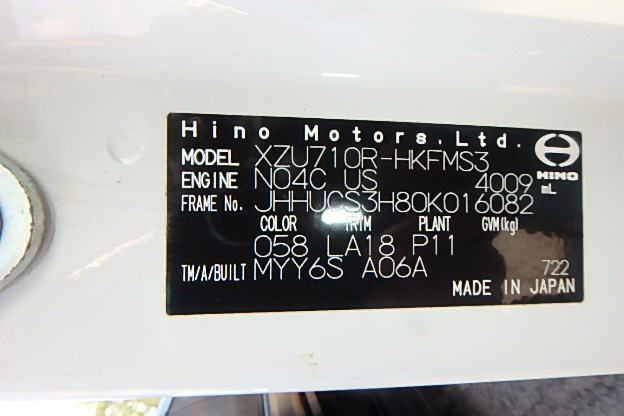 Hino Motors,Ltd.
HINO
MODEL XZU710R-HKFMS3
ENGINE N04C US 4009 mL
FRAME No. JHHUCS3H80K016082
COLOR TRIM PLANT GVM(kg)
058 LA18 P11
TM/A/BUILT MYY6S A06A 722
MADE IN JAPAN